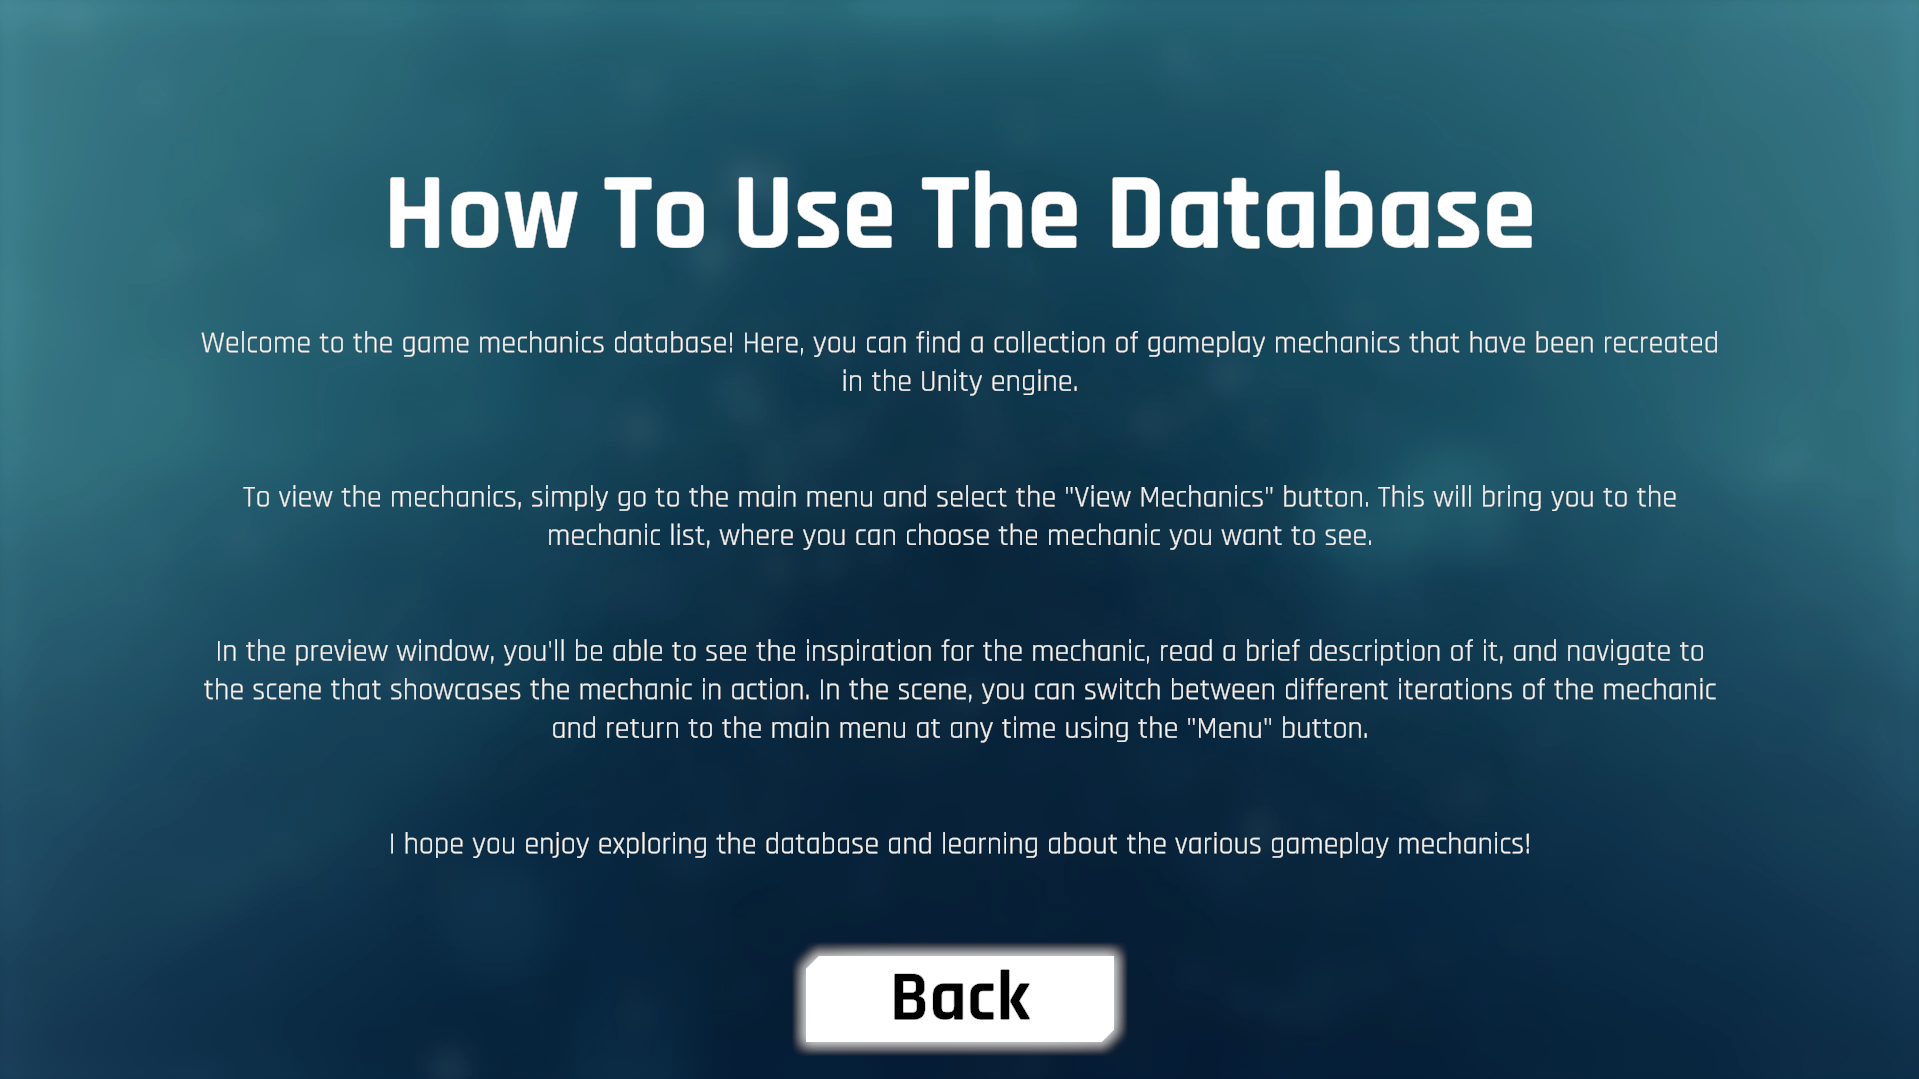 How To Use The Database
Welcome to the game mechanics database! Here, you can find a collection of gameplay mechanics that have been recreated
in the Unity engine.
To view the mechanics, simply go to the main menu and select the "View Mechanics" button. This will bring you to the
mechanic list, where you can choose the mechanic you want to see.
In the preview window, you'll be able to see the inspiration for the mechanic, read a brief description of it, and navigate to
the scene that showcases the mechanic in action. In the scene, you can switch between different iterations of the mechanic
and return to the main menu at any time using the "Menu" button.
I hope you enjoy exploring the database and learning about the various gameplay mechanics!
Back